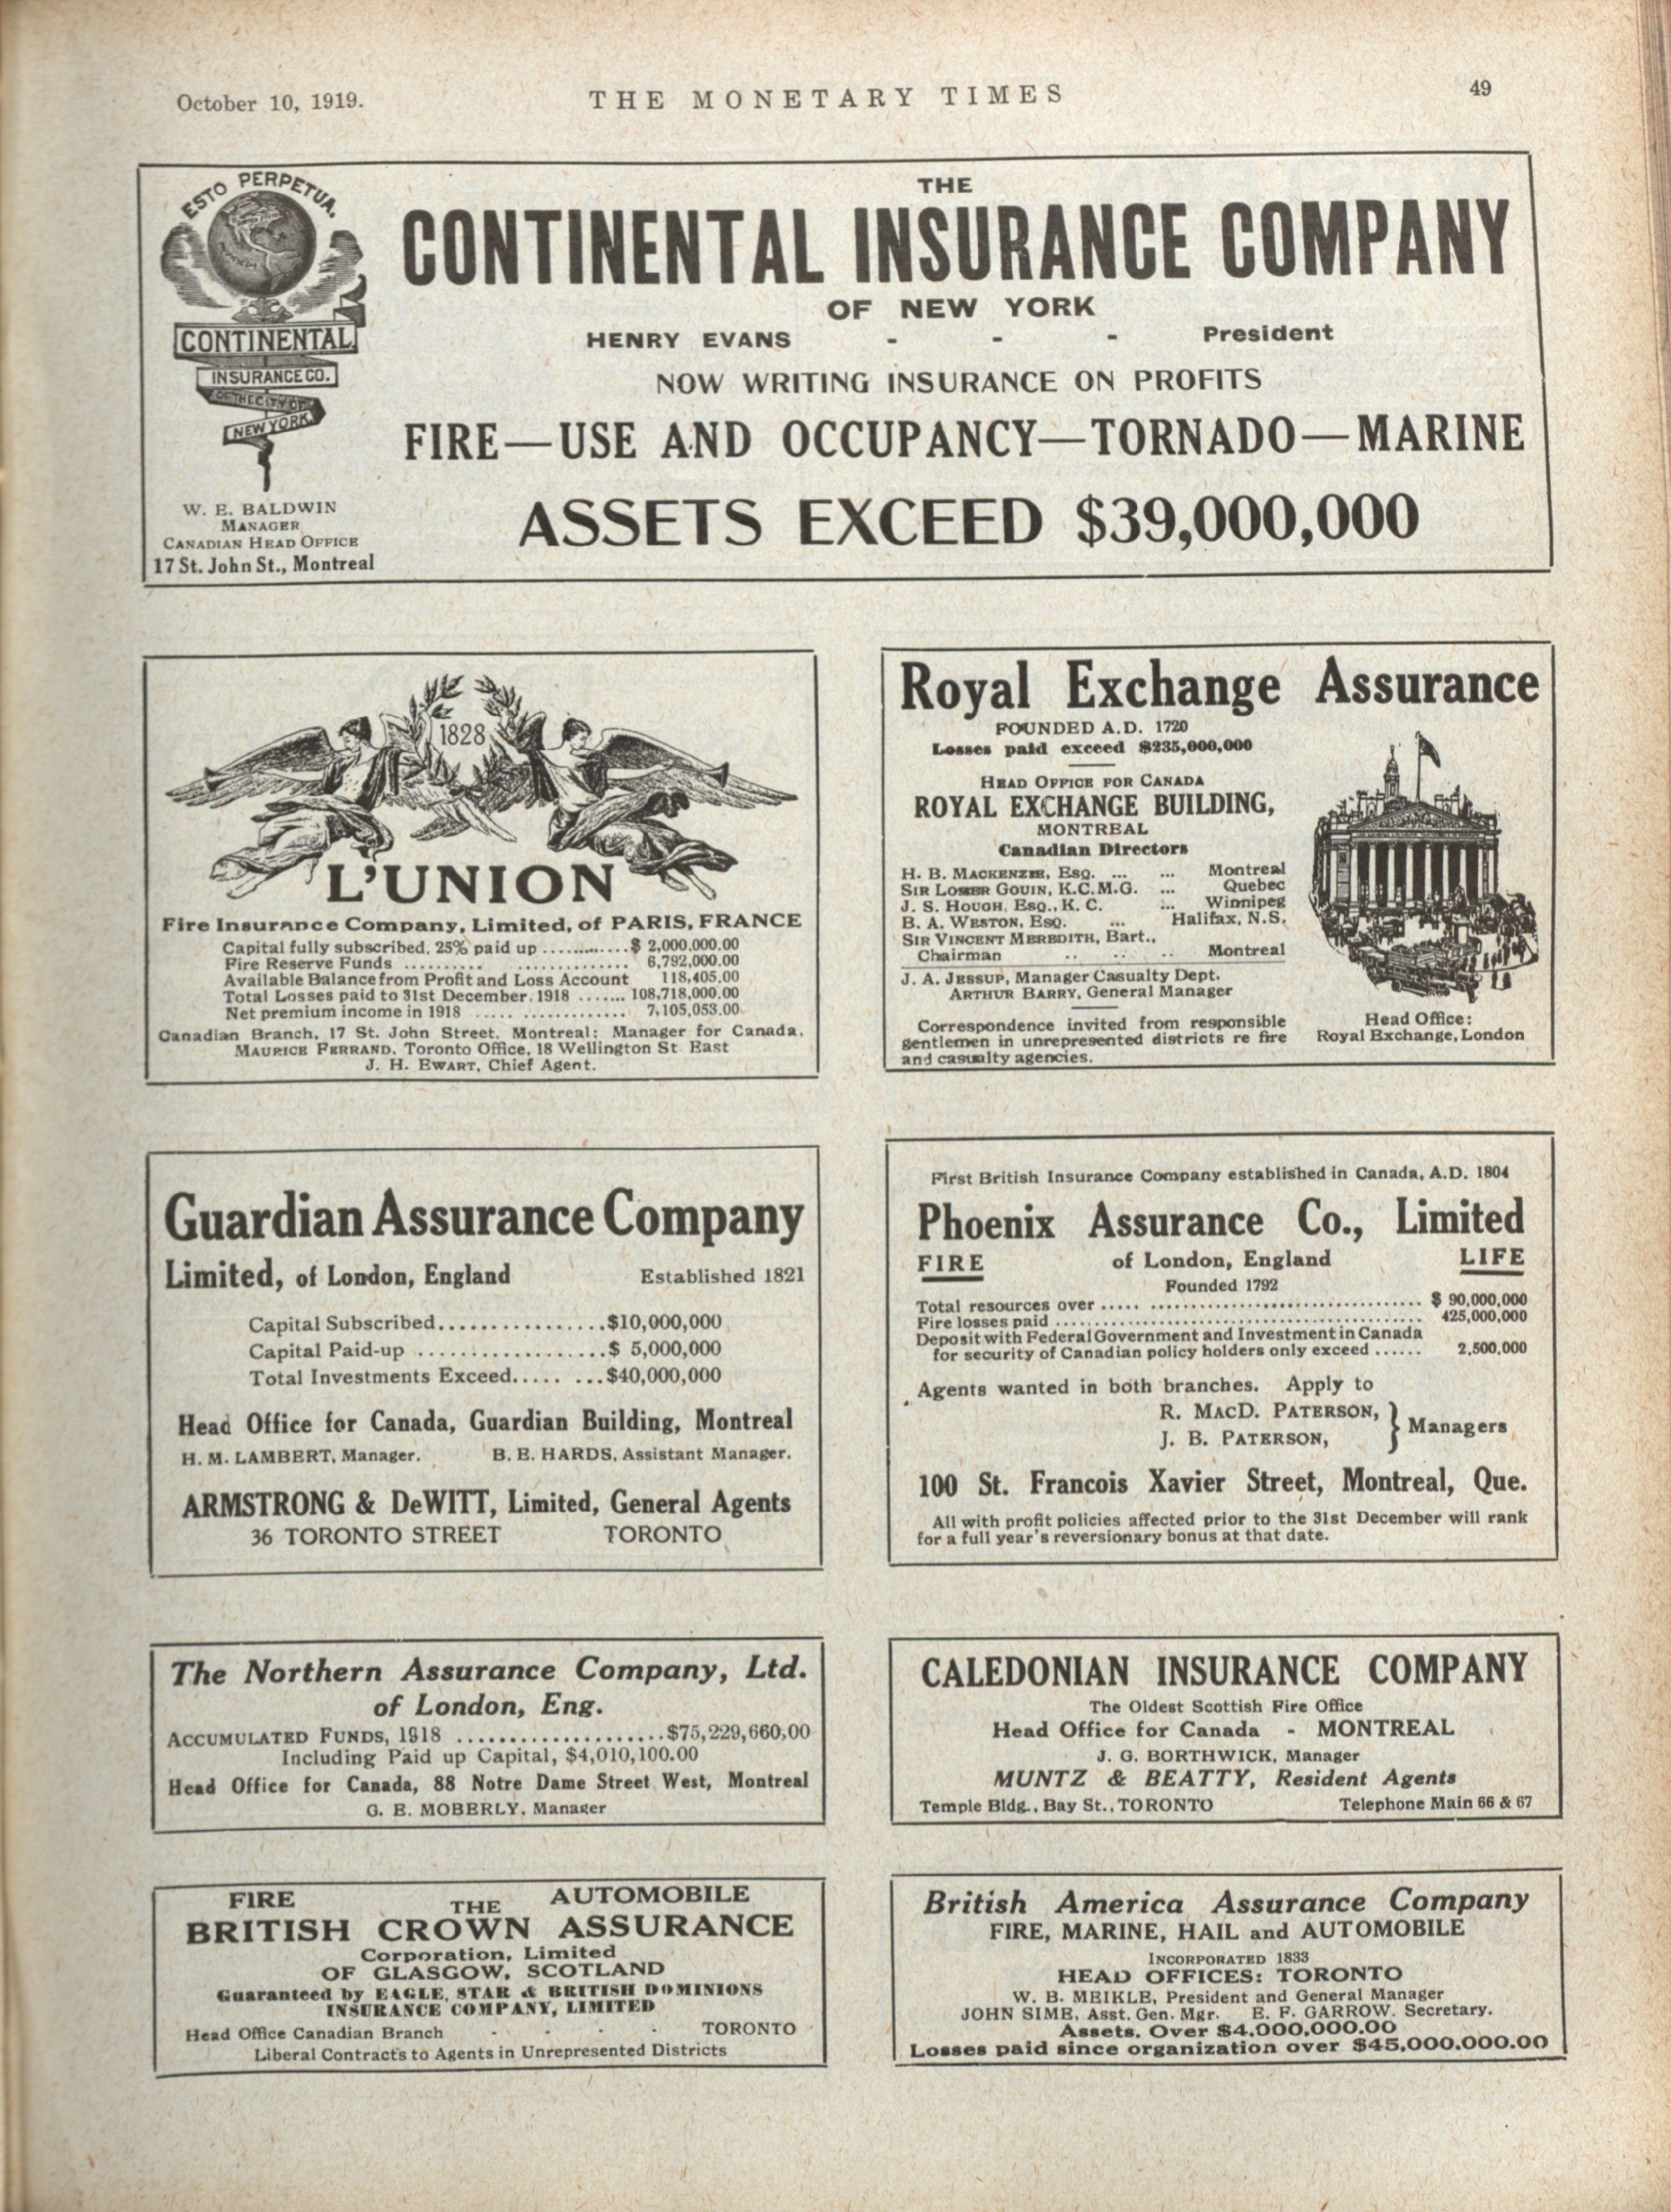 October 10, 1919.
THE MONETARY TIMES
49
ESTO PERPETUA.
CONTINENTAL
INSURANCE CO.
OF THE CITY OF
NEW YORK
W. E. BALDWIN
MANAGER
CANADIAN HEAD OFFICE
17 St. John St., Montreal
THE
CONTINENTAL INSURANCE COMPANY
OF NEW YORK
HENRY EVANS - - - President
NOW WRITING INSURANCE ON PROFITS
FIRE—USE AND OCCUPANCY—TORNADO—MARINE
ASSETS EXCEED $39,000,000
1828
L'UNION
Fire Insurance Company, Limited, of PARIS, FRANCE
Capital fully subscribed, 25% paid up ............ $ 2,000.000.00
Fire Reserve Funds .......... .............. 6,792,000.00
Available Balance from Profit and Loss Account 118,405.00
Total Losses paid to 31st December, 1918 ....... 108,718,000.00
Net premium income in 1918 ..... ............. 7,105,053.00
Canadian Branch, 17 St. John Street, Montreal; Manager for Canada,
MAURICE FERRAND. Toronto Office, 18 Wellington St East
J. H. EWART, Chief Agent.
Royal Exchange Assurance
FOUNDED A.D. 1720
Losses paid exceed $235,000,000
HEAD OFFICE FOR CANADA
ROYAL EXCHANGE BUILDING,
MONTREAL
Canadian Directors
H. B. MACKENZIE, ESQ. ... ... Montreal
SIR LOMER GOUIN, K.C.M.G. ... Quebec
J. S. HOUGH, ESQ., K. C. ... Winnipeg
B. A. WESTON, ESQ. ... Halifax, N.S.
SIR VINCENT MEREDITH, Bart.,
Chairman .. .. .. Montreal
J. A. JESSUP, Manager Casualty Dept.
ARTHUR BARRY, General Manager
Correspondence invited from responsible
gentlemen in unrepresented districts re fire
and casualty agencies.
Head Office:
Royal Exchange, London
Guardian Assurance Company
Limited, of London, England Established 1821
Capital Subscribed................$10,000,000
Capital Paid-up ..................$ 5,000,000
Total Investments Exceed..... ...$40,000,000
Head Office for Canada, Guardian Building, Montreal
H. M. LAMBERT, Manager. B. E. HARDS, Assistant Manager.
ARMSTRONG & DeWITT, Limited, General Agents
36 TORONTO STREET TORONTO
First British Insurance Company established in Canada, A.D. 1804
Phoenix Assurance Co., Limited
FIRE of London, England LIFE
Founded 1792
Total resources over ..... ................................. $ 90,000,000
Fire losses paid ............................................ 425,000,000
Deposit with Federal Government and Investment in Canada
for security of Canadian policy holders only exceed ...... 2,500,000
Agents wanted in both branches. Apply to
R. MACD. PATERSON,
J. B. PATERSON,
} Managers
100 St. Francois Xavier Street, Montreal, Que.
All with profit policies affected prior to the 31st December will rank
for a full year's reversionary bonus at that date.
The Northern Assurance Company, Ltd.
of London, Eng.
ACCUMULATED FUNDS, 1918 ....................$75,229,660.00
Including Paid up Capital, $4,010,100.00
Head Office for Canada, 88 Notre Dame Street West, Montreal
G. E. MOBERLY, Manager
CALEDONIAN INSURANCE COMPANY
The Oldest Scottish Fire Office
Head Office for Canada - MONTREAL
J. G. BORTHWICK, Manager
MUNTZ & BEATTY, Resident Agents
Temple Bldg., Bay St., TORONTO Telephone Main 66 & 67
FIRE THE AUTOMOBILE
BRITISH CROWN ASSURANCE
Corporation, Limited
OF GLASGOW, SCOTLAND
Guaranteed by EAGLE, STAR & BRITISH DOMINIONS
INSURANCE COMPANY, LIMITED
Head Office Canadian Branch - - - - TORONTO
Liberal Contracts to Agents in Unrepresented Districts
British America Assurance Company
FIRE, MARINE, HAIL and AUTOMOBILE
INCORPORATED 1833
HEAD OFFICES: TORONTO
W. B. MEIKLE, President and General Manager
JOHN SIME, Asst. Gen. Mgr. E. F. GARROW, Secretary.
Assets, Over $4,000,000.00
Losses paid since organization over $45,000,000.00